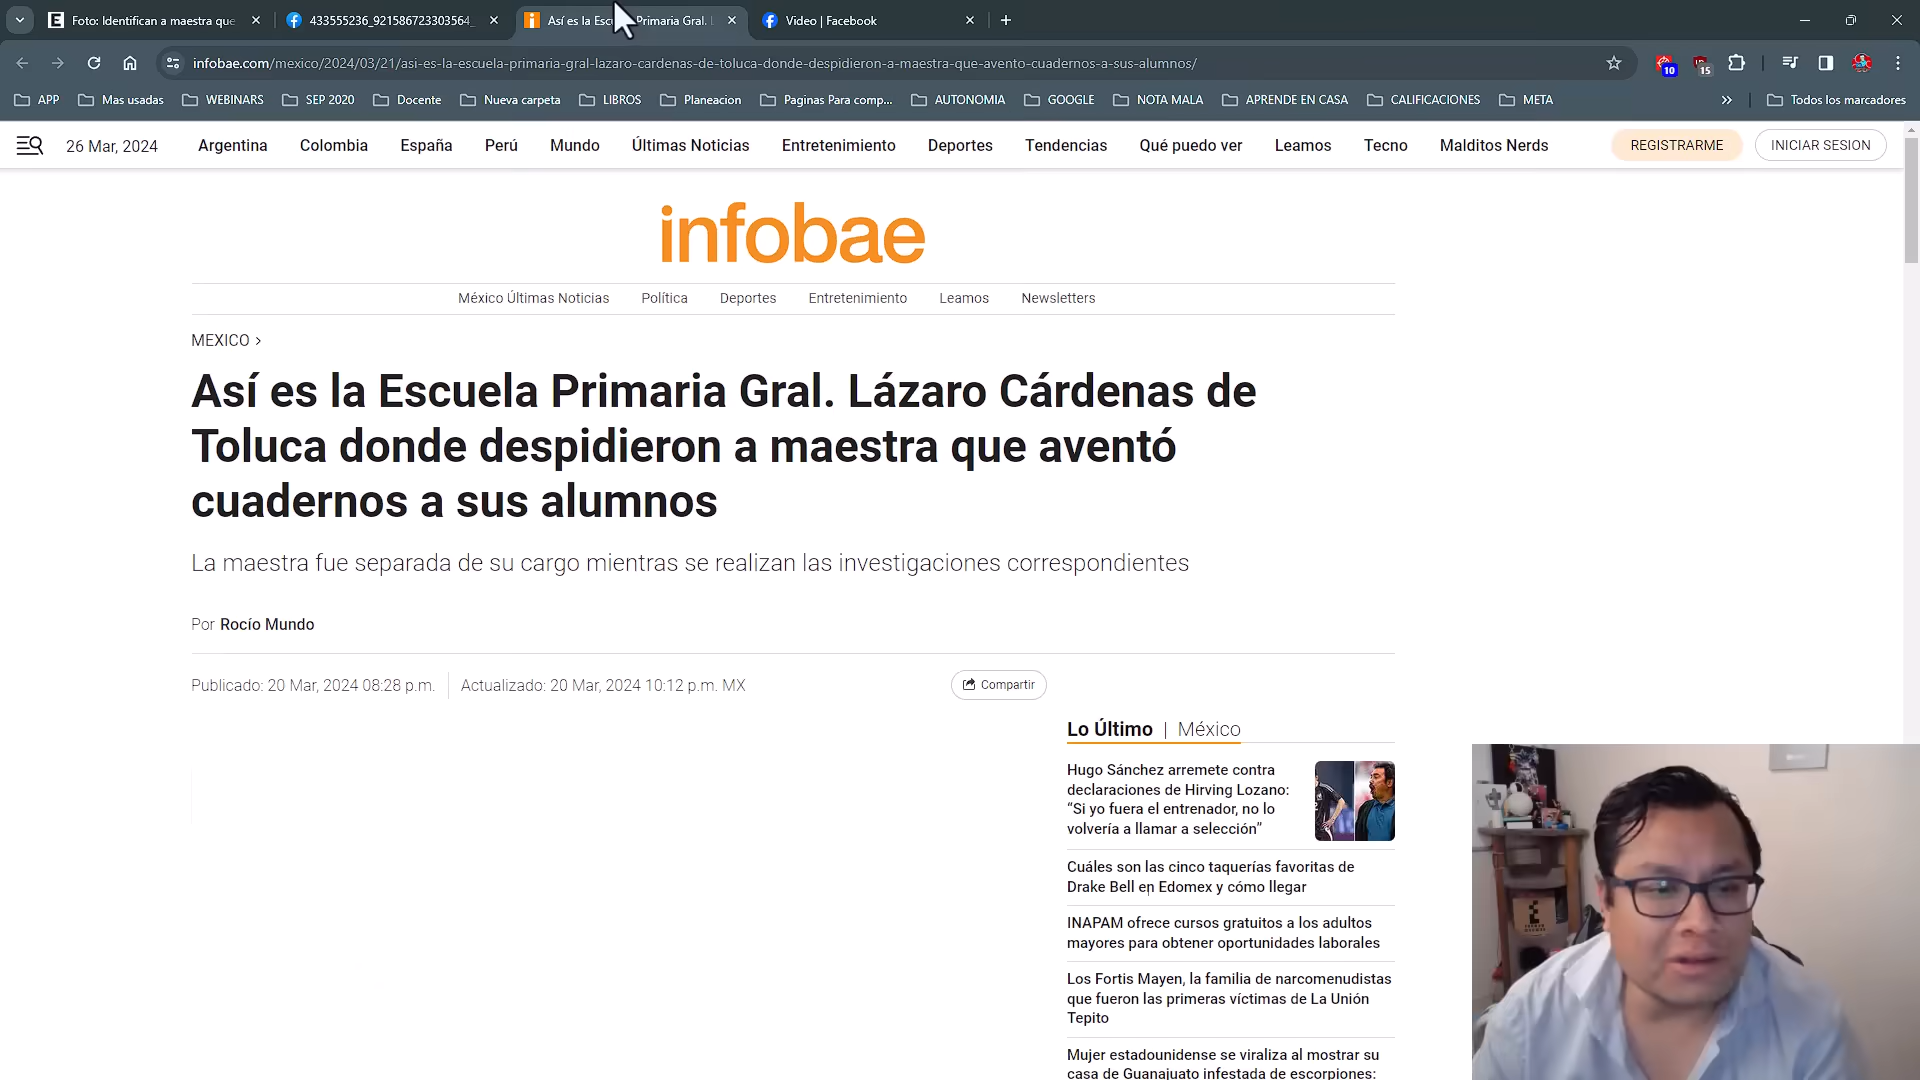 Foto: Identifican a maestra que
433555236_921586723303564_
Así es la Escuela Primaria Gral. L
Video | Facebook
infobae.com/mexico/2024/03/21/asi-es-la-escuela-primaria-gral-lazaro-cardenas-de-toluca-donde-despidieron-a-maestra-que-avento-cuadernos-a-sus-alumnos/
10
15
APP
Mas usadas
WEBINARS
SEP 2020
Docente
Nueva carpeta
LIBROS
Planeacion
Paginas Para comp...
AUTONOMIA
GOOGLE
NOTA MALA
APRENDE EN CASA
CALIFICACIONES
META
Todos los marcadores
26 Mar, 2024
Argentina
Colombia
España
Perú
Mundo
Últimas Noticias
Entretenimiento
Deportes
Tendencias
Qué puedo ver
Leamos
Tecno
Malditos Nerds
REGISTRARME
INICIAR SESION
infobae
México Últimas Noticias
Política
Deportes
Entretenimiento
Leamos
Newsletters
MEXICO >
Así es la Escuela Primaria Gral. Lázaro Cárdenas de
Toluca donde despidieron a maestra que aventó
cuadernos a sus alumnos
La maestra fue separada de su cargo mientras se realizan las investigaciones correspondientes
Por Rocío Mundo
Publicado: 20 Mar, 2024 08:28 p.m.
Actualizado: 20 Mar, 2024 10:12 p.m. MX
Compartir
Lo Último | México
Hugo Sánchez arremete contra
declaraciones de Hirving Lozano:
“Si yo fuera el entrenador, no lo
volvería a llamar a selección”
Cuáles son las cinco taquerías favoritas de
Drake Bell en Edomex y cómo llegar
INAPAM ofrece cursos gratuitos a los adultos
mayores para obtener oportunidades laborales
Los Fortis Mayen, la familia de narcomenudistas
que fueron las primeras víctimas de La Unión
Tepito
Mujer estadounidense se viraliza al mostrar su
casa de Guanajuato infestada de escorpiones: